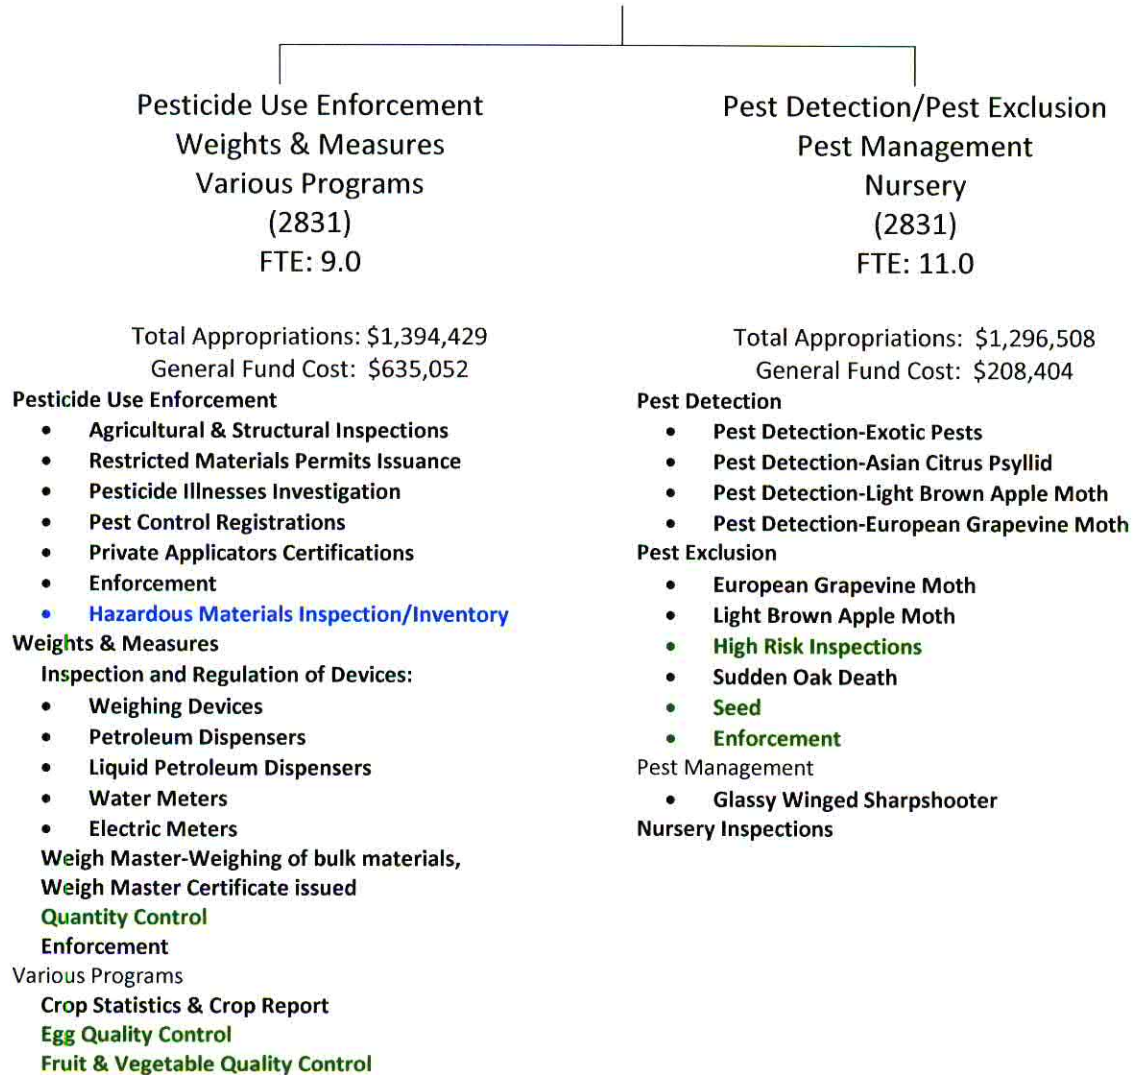 Pesticide Use Enforcement
Weights & Measures
Various Programs
(2831)
FTE: 9.0
Total Appropriations: $1,394,429
General Fund Cost: $635,052
Pesticide Use Enforcement
• Agricultural & Structural Inspections
• Restricted Materials Permits Issuance
• Pesticide Illnesses Investigation
• Pest Control Registrations
• Private Applicators Certifications
• Enforcement
• Hazardous Materials Inspection/Inventory
Weights & Measures
Inspection and Regulation of Devices:
• Weighing Devices
• Petroleum Dispensers
• Liquid Petroleum Dispensers
• Water Meters
• Electric Meters
Weigh Master-Weighing of bulk materials,
Weigh Master Certificate issued
Quantity Control
Enforcement
Various Programs
Crop Statistics & Crop Report
Egg Quality Control
Fruit & Vegetable Quality Control
Pest Detection/Pest Exclusion
Pest Management
Nursery
(2831)
FTE: 11.0
Total Appropriations: $1,296,508
General Fund Cost: $208,404
Pest Detection
• Pest Detection-Exotic Pests
• Pest Detection-Asian Citrus Psyllid
• Pest Detection-Light Brown Apple Moth
• Pest Detection-European Grapevine Moth
Pest Exclusion
• European Grapevine Moth
• Light Brown Apple Moth
• High Risk Inspections
• Sudden Oak Death
• Seed
• Enforcement
Pest Management
• Glassy Winged Sharpshooter
Nursery Inspections